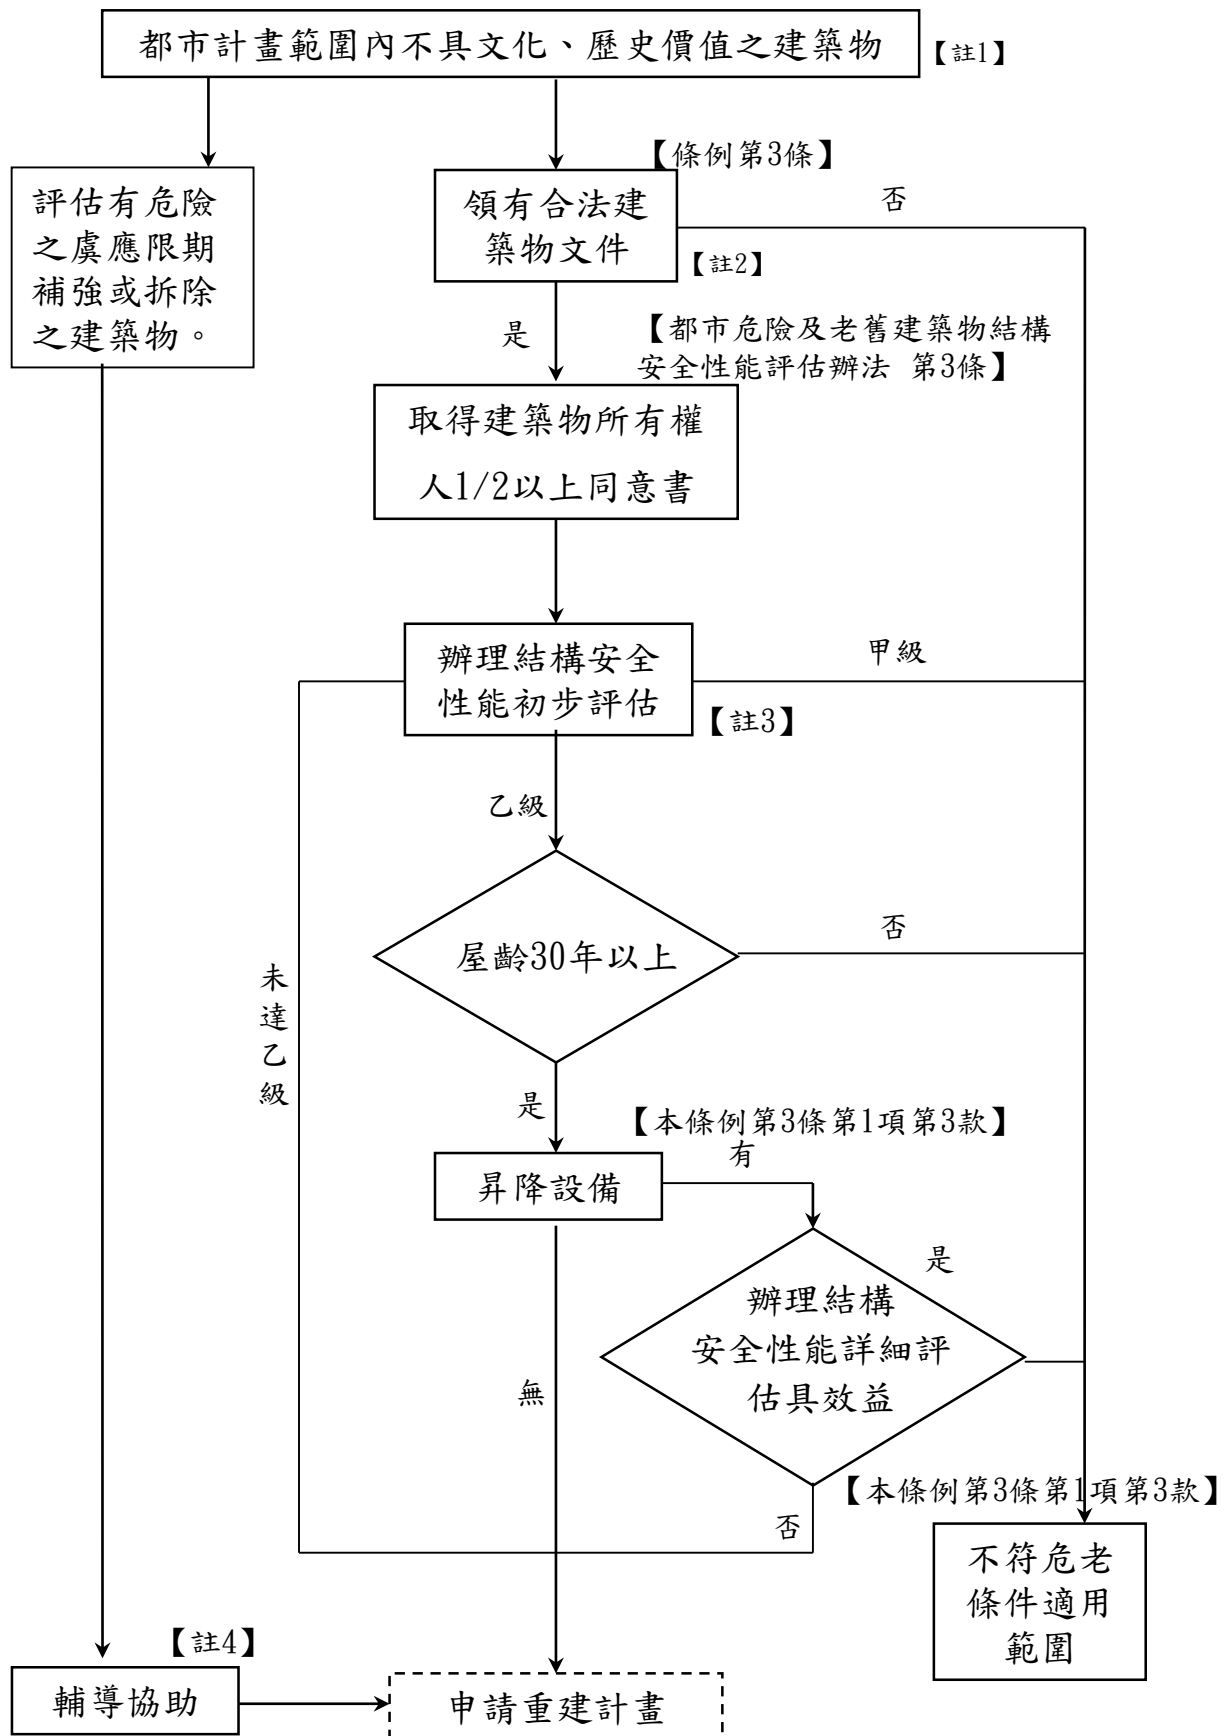 都市計畫範圍內不具文化、歷史價值之建築物
【註1】
評估有危險
之虞應限期
補強或拆除
之建築物。
【條例第3條】
領有合法建
築物文件
否
【註2】
是
【都市危險及老舊建築物結構
安全性能評估辦法 第3條】
取得建築物所有權
人1/2以上同意書
辦理結構安全
性能初步評估
甲級
【註3】
乙級
屋齡30年以上
否
未
達
乙
級
是
【本條例第3條第1項第3款】
有
昇降設備
是
辦理結構
安全性能詳細評
估具效益
無
【本條例第3條第1項第3款】
否
不符危老
條件適用
範圍
【註4】
輔導協助
申請重建計畫